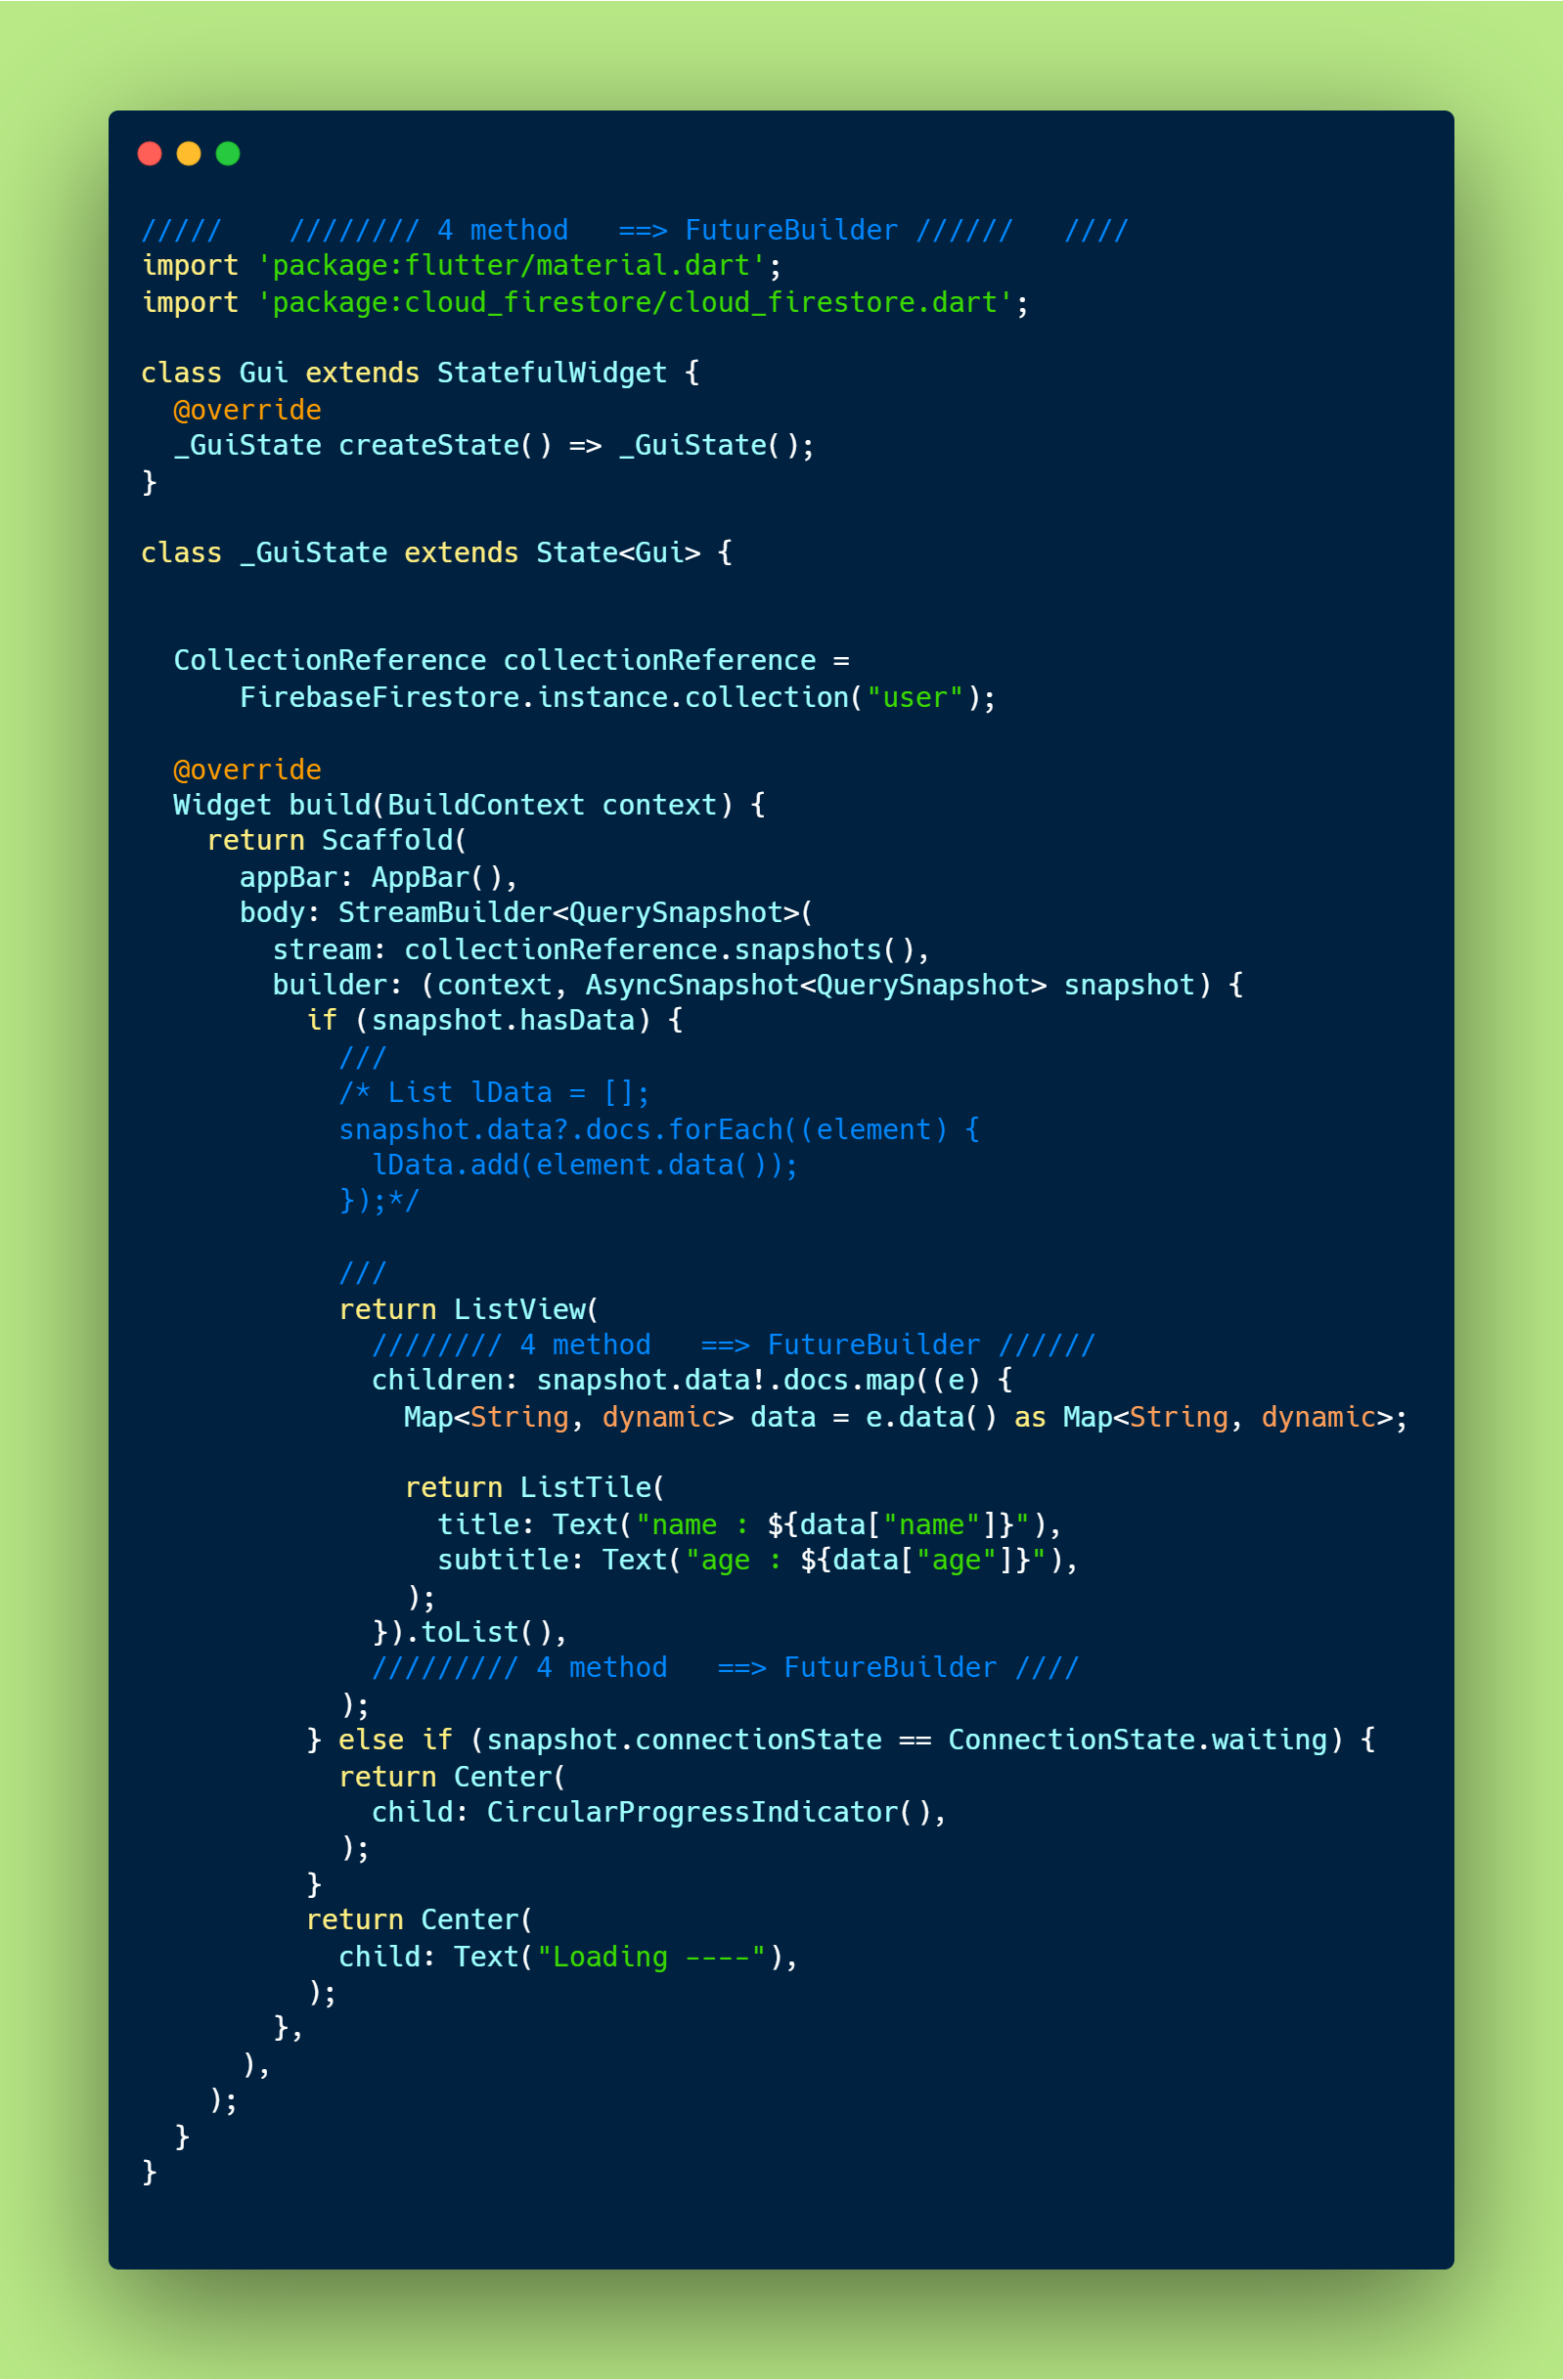 /////    //////// 4 method   ==> FutureBuilder //////   ////
import 'package:flutter/material.dart';
import 'package:cloud_firestore/cloud_firestore.dart';

class Gui extends StatefulWidget {
  @override
  _GuiState createState() => _GuiState();
}

class _GuiState extends State<Gui> {


  CollectionReference collectionReference =
      FirebaseFirestore.instance.collection("user");

  @override
  Widget build(BuildContext context) {
    return Scaffold(
      appBar: AppBar(),
      body: StreamBuilder<QuerySnapshot>(
        stream: collectionReference.snapshots(),
        builder: (context, AsyncSnapshot<QuerySnapshot> snapshot) {
          if (snapshot.hasData) {
            ///
            /* List lData = [];
            snapshot.data?.docs.forEach((element) {
              lData.add(element.data());
            });*/

            ///
            return ListView(
              //////// 4 method   ==> FutureBuilder //////
              children: snapshot.data!.docs.map((e) {
                Map<String, dynamic> data = e.data() as Map<String, dynamic>;

                return ListTile(
                  title: Text("name : ${data["name"]}"),
                  subtitle: Text("age : ${data["age"]}"),
                );
              }).toList(),
              ///////// 4 method   ==> FutureBuilder ////
            );
          } else if (snapshot.connectionState == ConnectionState.waiting) {
            return Center(
              child: CircularProgressIndicator(),
            );
          }
          return Center(
            child: Text("Loading ----"),
          );
        },
      ),
    );
  }
}